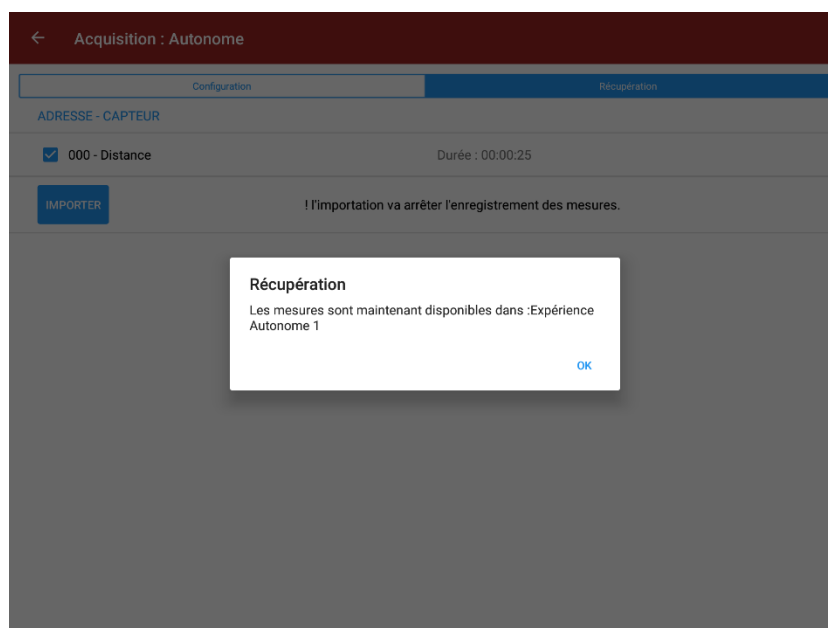 Acquisition : Autonome
Configuration
Récupération
ADRESSE - CAPTEUR
000 - Distance
Durée : 00:00:25
IMPORTER
! l'importation va arrêter l'enregistrement des mesures.
Récupération
Les mesures sont maintenant disponibles dans :Expérience
Autonome 1
OK